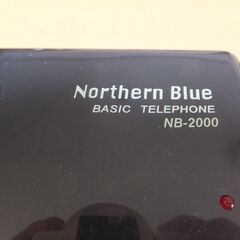 Northern Blue
BASIC TELEPHONE
NB-2000